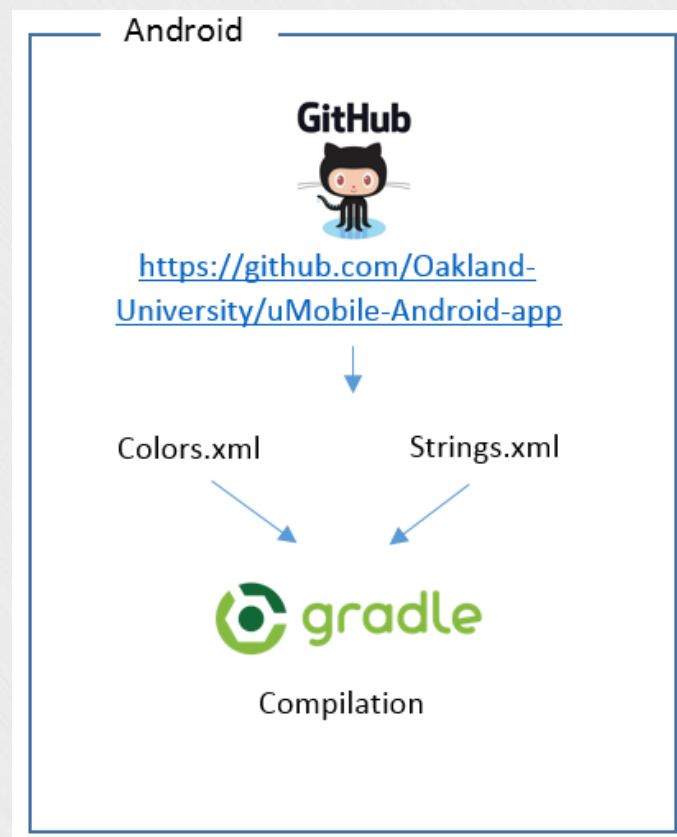 Android
GitHub
https://github.com/Oakland-
University/uMobile-Android-app
Colors.xml Strings.xml
gradle
Compilation